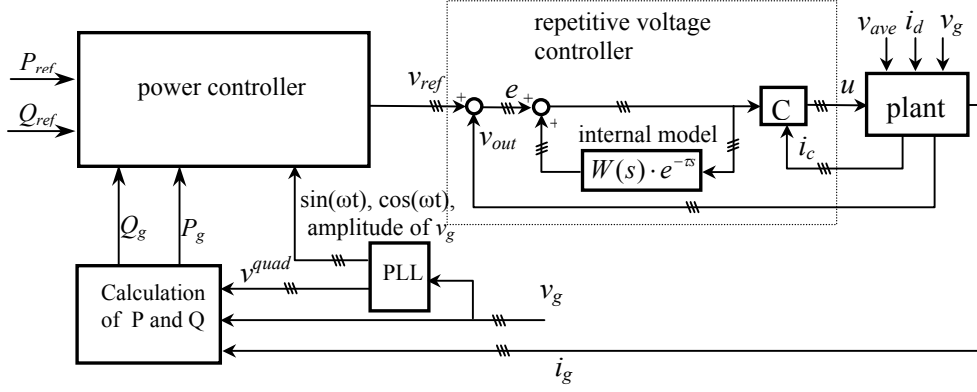 repetitive voltage
controller
v_ave i_d v_g
P_ref
Q_ref
power controller
v_ref
+
e
+
+
v_out
internal model
W(s) · e^{-τs}
C
u
plant
i_c
sin(ωt), cos(ωt),
amplitude of v_g
Q_g
P_g
v^quad
PLL
Calculation
of P and Q
v_g
i_g